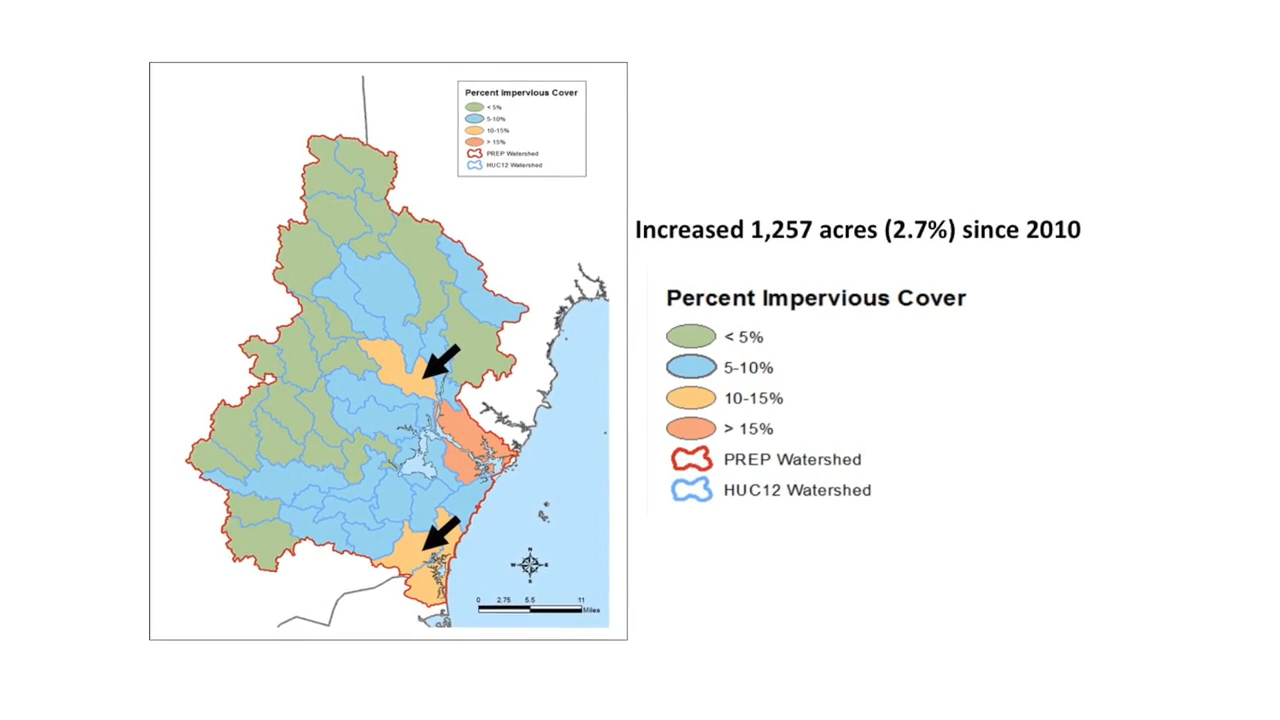 Percent Impervious Cover
< 5%
5-10%
10-15%
> 15%
PREP Watershed
HUC12 Watershed
Increased 1,257 acres (2.7%) since 2010
Percent Impervious Cover
< 5%
5-10%
10-15%
> 15%
PREP Watershed
HUC12 Watershed
N
W E
S
0 2.75 5.5 11
Miles